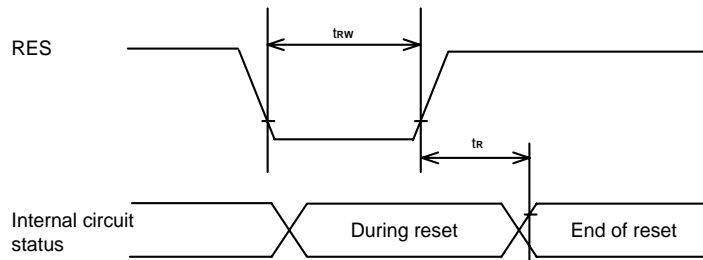 tRW
RES
tR
Internal circuit
status
During reset
End of reset